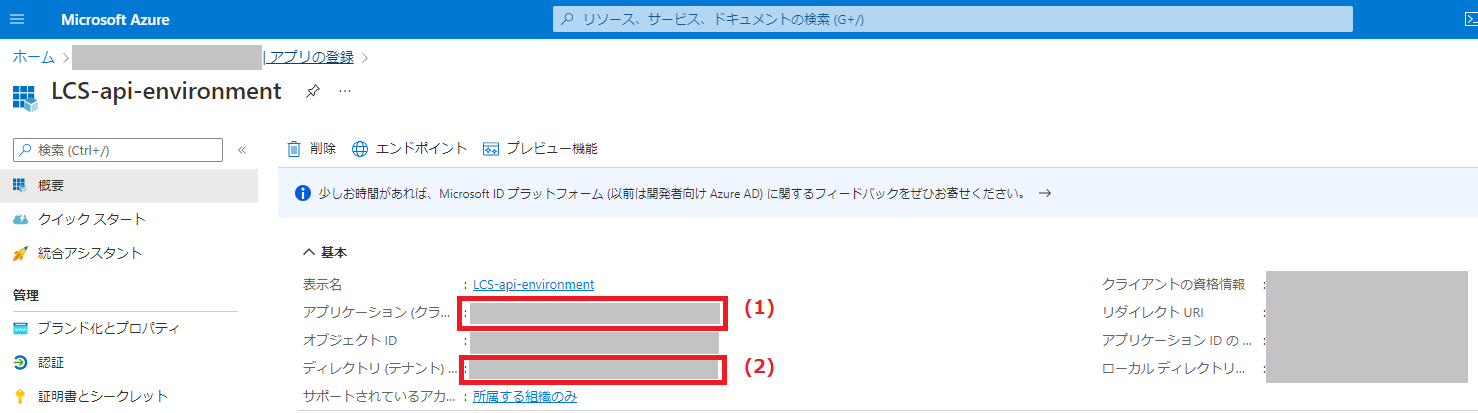 Microsoft Azure
リソース、サービス、ドキュメントの検索 (G+/)
ホーム > | アプリの登録 >
LCS-api-environment
検索 (Ctrl+/)
«
削除 エンドポイント プレビュー機能
概要
少しお時間があれば、Microsoft ID プラットフォーム (以前は開発者向け Azure AD) に関するフィードバックをぜひお寄せください。 →
クイック スタート
統合アシスタント
管理
ブランド化とプロパティ
認証
証明書とシークレット
基本
表示名 : LCS-api-environment
アプリケーション (クラ... : (1)
オブジェクト ID :
ディレクトリ (テナント) ... : (2)
サポートされているアカ... : 所属する組織のみ
クライアントの資格情報 :
リダイレクト URI :
アプリケーション ID の ... :
ローカル ディレクトリ... :